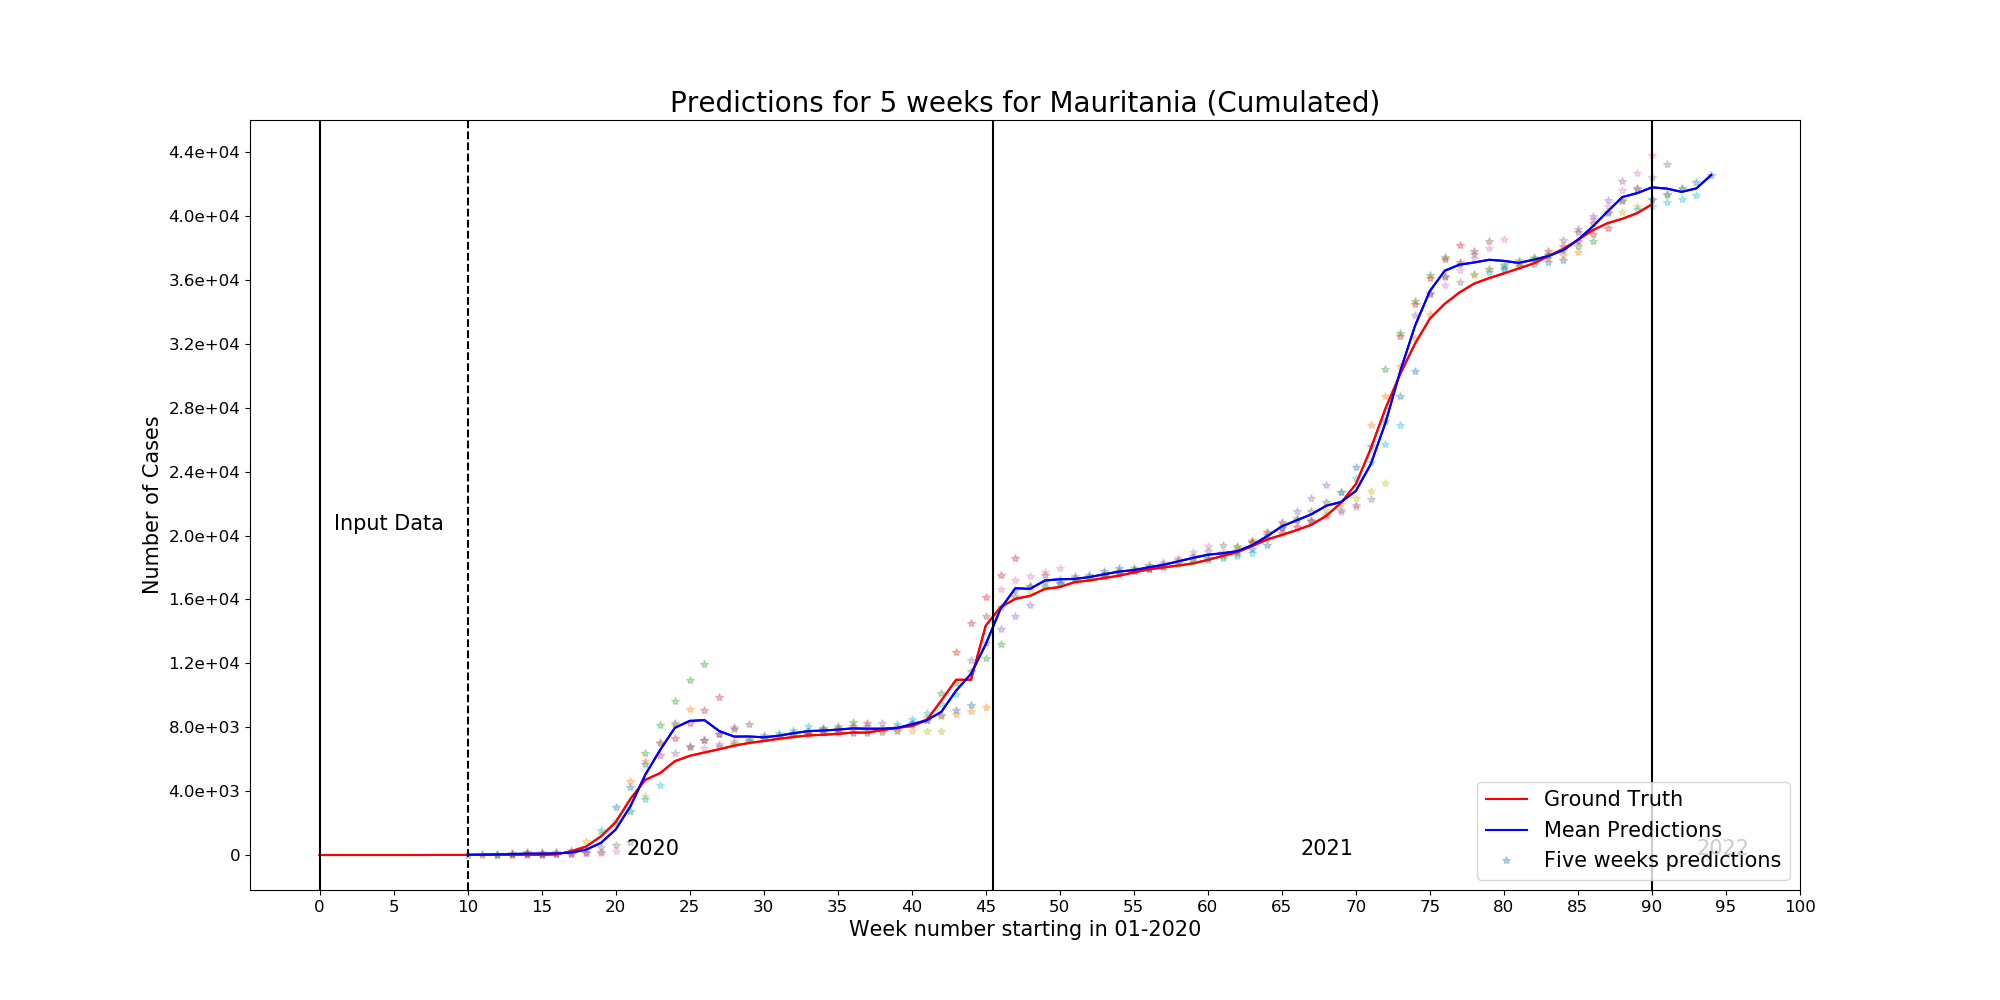 Predictions for 5 weeks for Mauritania (Cumulated)
4.4e+04
4.0e+04
3.6e+04
3.2e+04
2.8e+04
2.4e+04
2.0e+04
1.6e+04
1.2e+04
8.0e+03
4.0e+03
0
Number of Cases
Input Data
2020
2021
2022
Ground Truth
Mean Predictions
Five weeks predictions
0 5 10 15 20 25 30 35 40 45 50 55 60 65 70 75 80 85 90 95 100
Week number starting in 01-2020